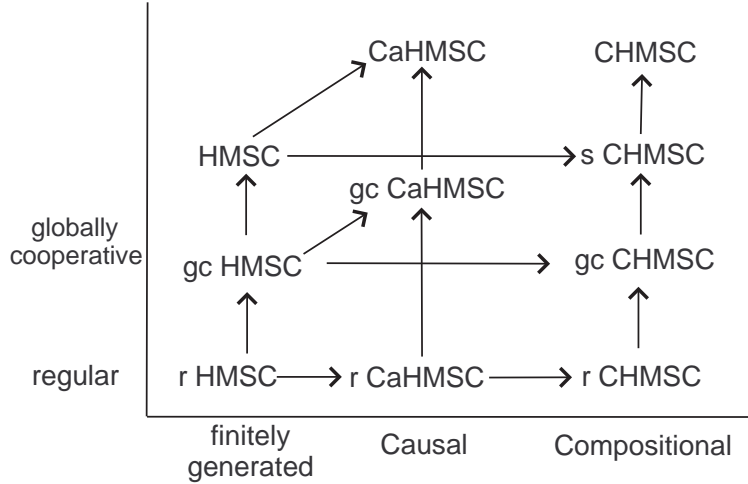 CaHMSC CHMSC
HMSC s CHMSC
gc CaHMSC
globally
cooperative
gc HMSC gc CHMSC
regular r HMSC r CaHMSC r CHMSC
finitely
generated
Causal Compositional